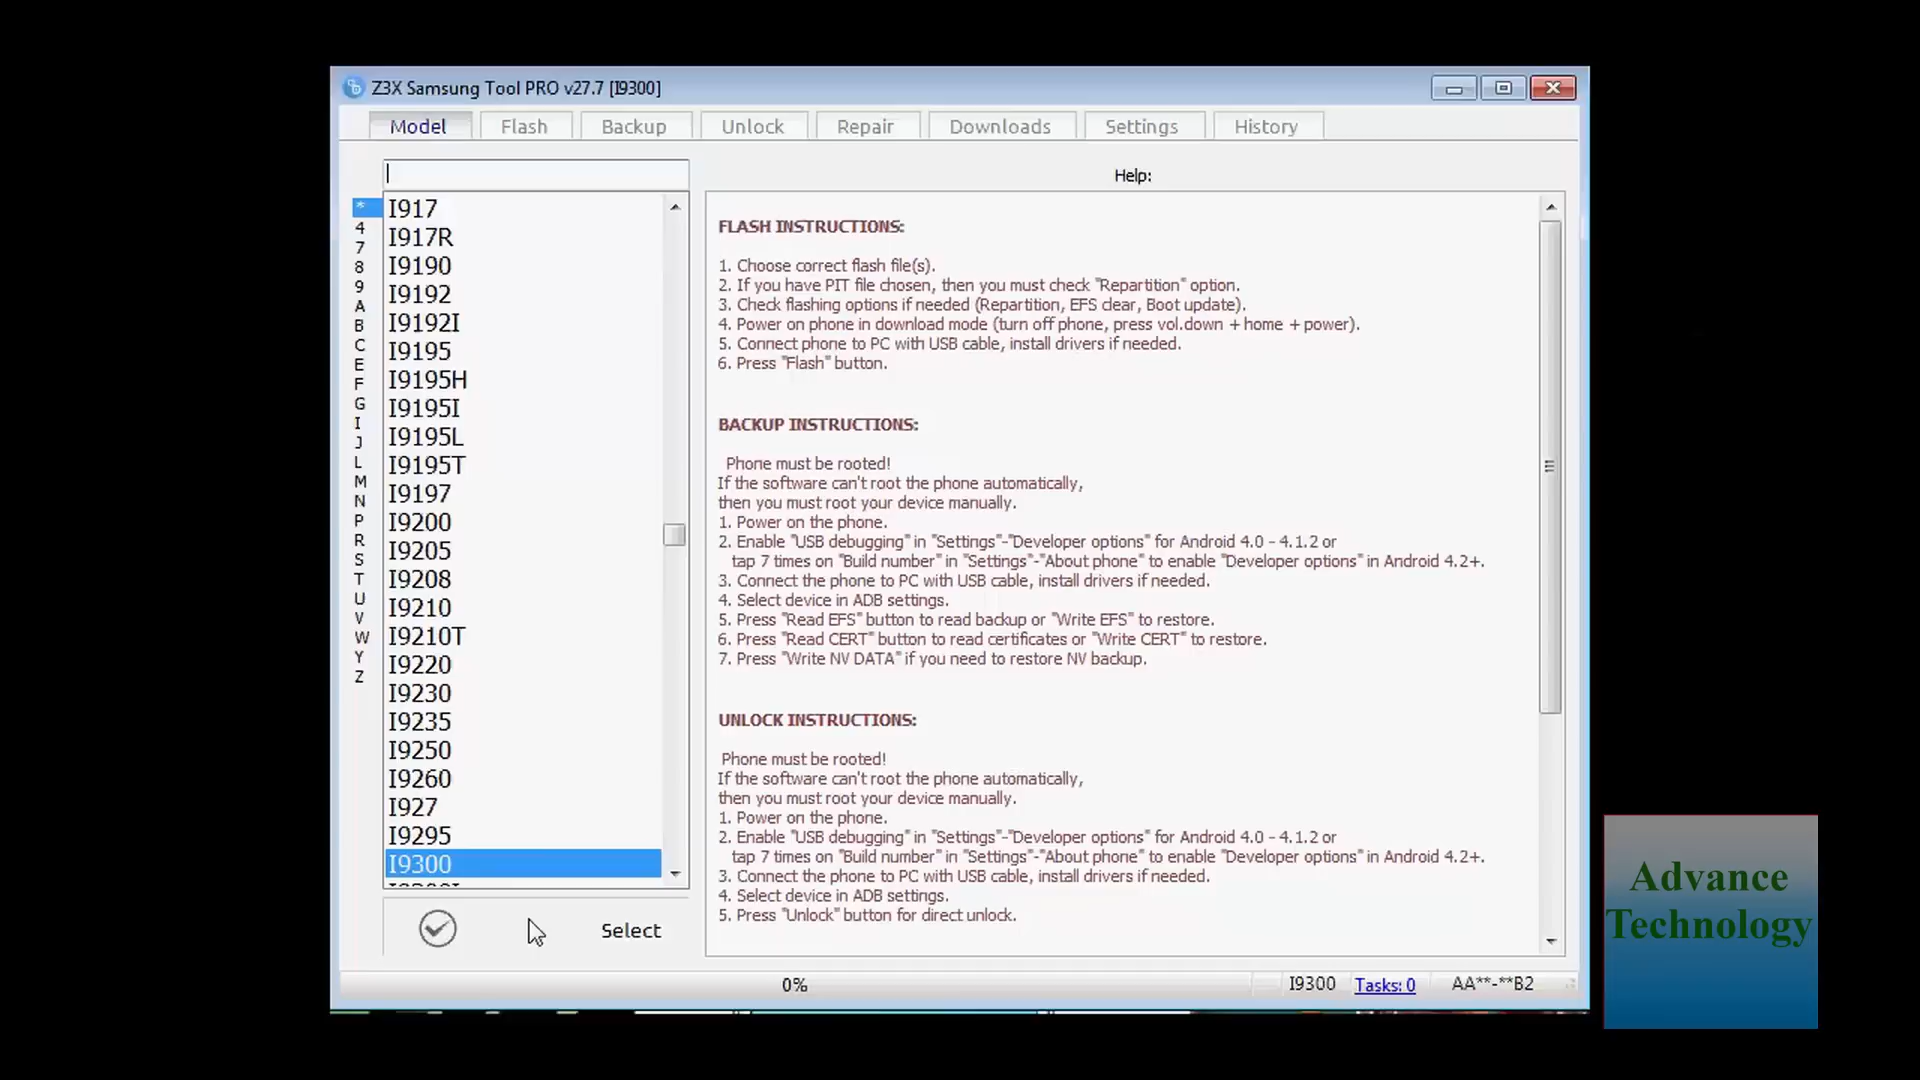 Z3X Samsung Tool PRO v27.7 [I9300]
Model Flash Backup Unlock Repair Downloads Settings History
Help:
*
4
7
8
9
A
B
C
E
F
G
I
J
L
M
N
P
R
S
T
U
V
W
Y
Z
I917
I917R
I9190
I9192
I9192I
I9195
I9195H
I9195I
I9195L
I9195T
I9197
I9200
I9205
I9208
I9210
I9210T
I9220
I9230
I9235
I9250
I9260
I927
I9295
I9300
Select
FLASH INSTRUCTIONS:
1. Choose correct flash file(s).
2. If you have PIT file chosen, then you must check "Repartition" option.
3. Check flashing options if needed (Repartition, EFS clear, Boot update).
4. Power on phone in download mode (turn off phone, press vol.down + home + power).
5. Connect phone to PC with USB cable, install drivers if needed.
6. Press "Flash" button.
BACKUP INSTRUCTIONS:
Phone must be rooted!
If the software can't root the phone automatically,
then you must root your device manually.
1. Power on the phone.
2. Enable "USB debugging" in "Settings"-"Developer options" for Android 4.0 - 4.1.2 or
tap 7 times on "Build number" in "Settings"-"About phone" to enable "Developer options" in Android 4.2+.
3. Connect the phone to PC with USB cable, install drivers if needed.
4. Select device in ADB settings.
5. Press "Read EFS" button to read backup or "Write EFS" to restore.
6. Press "Read CERT" button to read certificates or "Write CERT" to restore.
7. Press "Write NV DATA" if you need to restore NV backup.
UNLOCK INSTRUCTIONS:
Phone must be rooted!
If the software can't root the phone automatically,
then you must root your device manually.
1. Power on the phone.
2. Enable "USB debugging" in "Settings"-"Developer options" for Android 4.0 - 4.1.2 or
tap 7 times on "Build number" in "Settings"-"About phone" to enable "Developer options" in Android 4.2+.
3. Connect the phone to PC with USB cable, install drivers if needed.
4. Select device in ADB settings.
5. Press "Unlock" button for direct unlock.
0% I9300 Tasks: 0 AA**-**B2
Advance
Technology